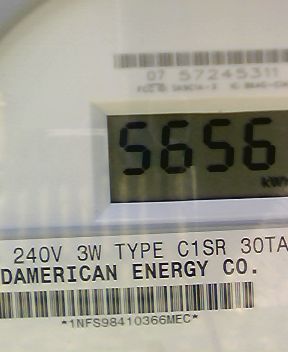 07 57245311
5656
kWh
240V 3W TYPE C1SR 30TA
DAMERICAN ENERGY CO.
*1NFS98410366MEC*